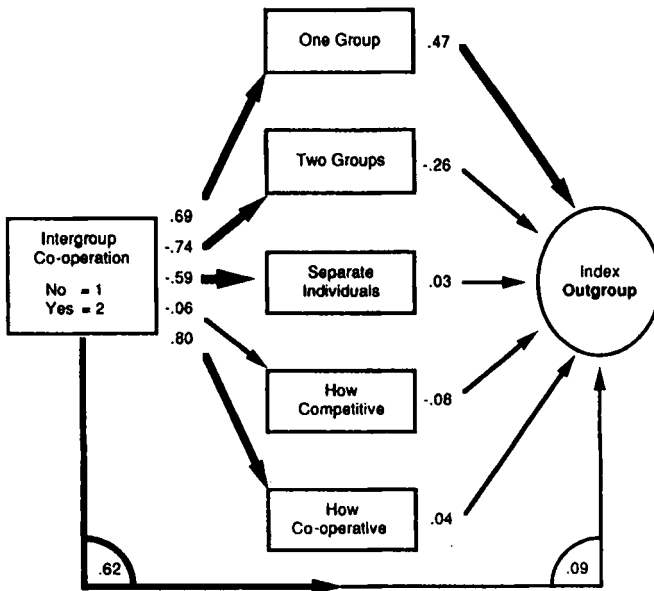 One Group
.47
Two Groups
-.26
.69
-.74
-.59
-.06
.80
Intergroup
Co-operation
No = 1
Yes = 2
Separate
Individuals
.03
Index
Outgroup
How
Competitive
-.08
How
Co-operative
.04
.62
.09